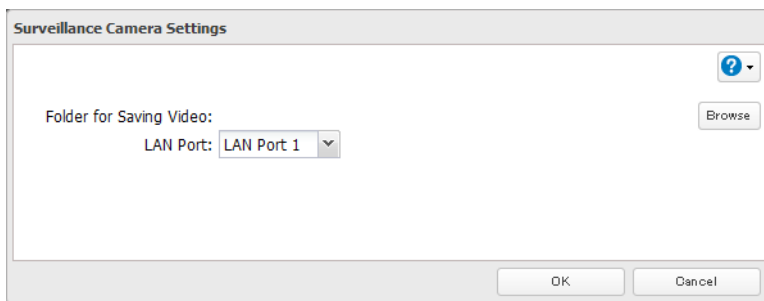 Surveillance Camera Settings
?
Folder for Saving Video:
Browse
LAN Port: LAN Port 1
OK
Cancel